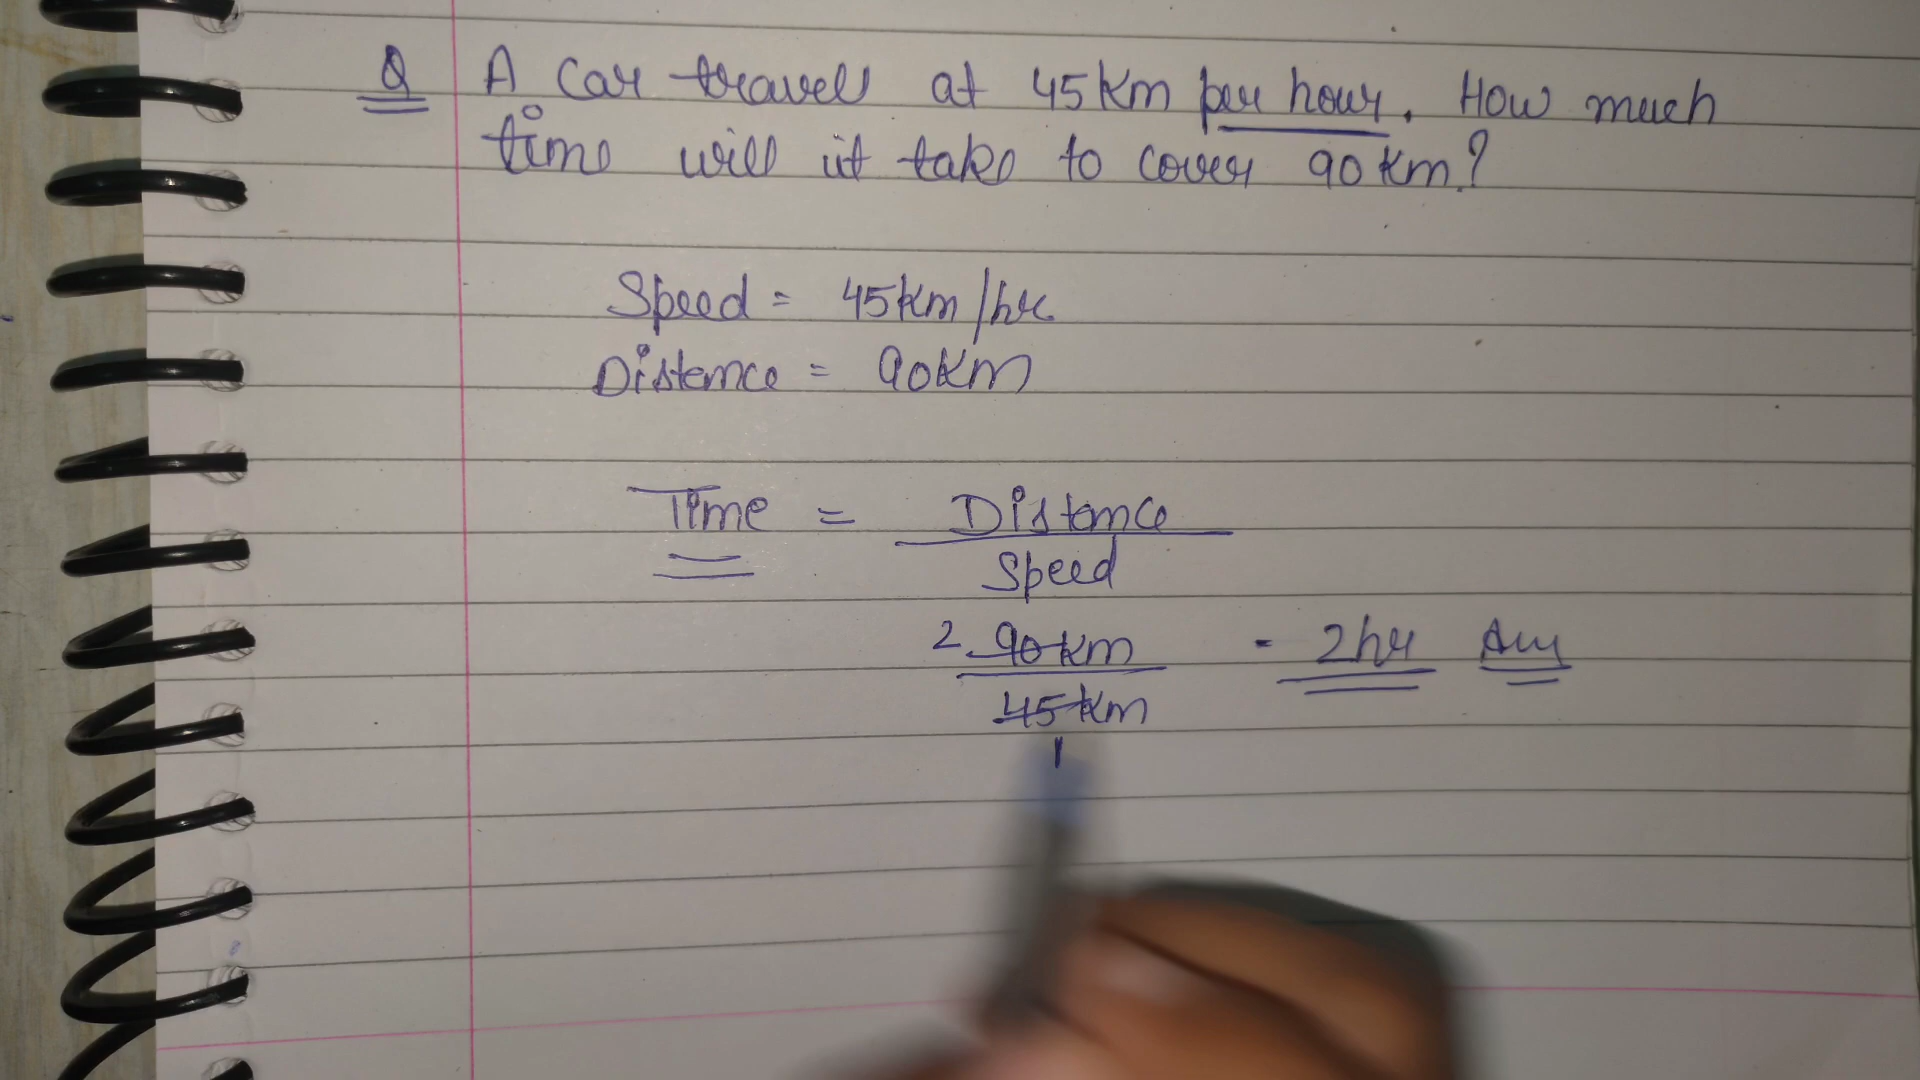 Q A Car travels at 45 Km per hour. How much
time will it take to cover 90 Km?
Speed = 45 km/hr
Distance = 90 Km
Time = Distance
Speed
2 90 Km - 2 hr Ans
45 Km
1